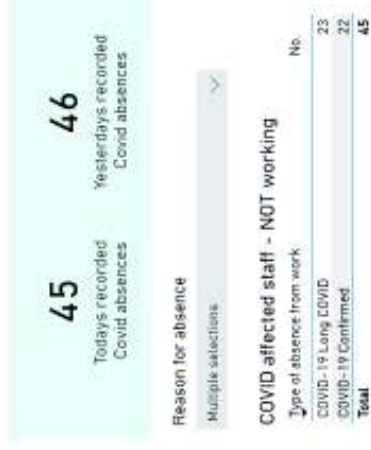 45
Todays recorded
Covid absences
46
Yesterdays recorded
Covid absences
Reason for absence
Multiple selections
COVID affected staff - NOT working
Type of absence from work No.
COVID-19 Long COVID 23
COVID-19 Confirmed 22
Total 45